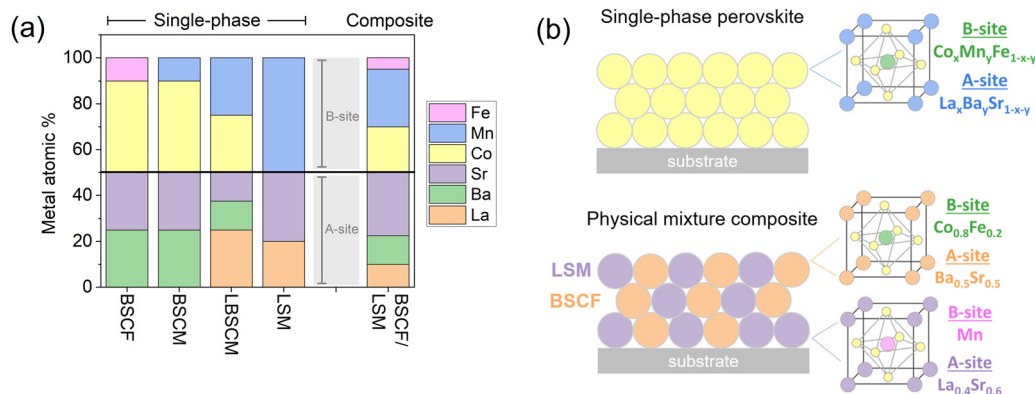 (a)
Single-phase
Composite
Metal atomic %
100
80
60
40
20
0
B-site
A-site
BSCF
BSCM
LBSCM
LSM
BSCF/
LSM
Fe
Mn
Co
Sr
Ba
La
(b)
Single-phase perovskite
substrate
B-site
CoₓMnᵧFe₁₋ₓ₋ᵧ
A-site
LaₓBaᵧSr₁₋ₓ₋ᵧ
Physical mixture composite
LSM
BSCF
substrate
B-site
Co₀.₈Fe₀.₂
A-site
Ba₀.₅Sr₀.₅
B-site
Mn
A-site
La₀.₄Sr₀.₆